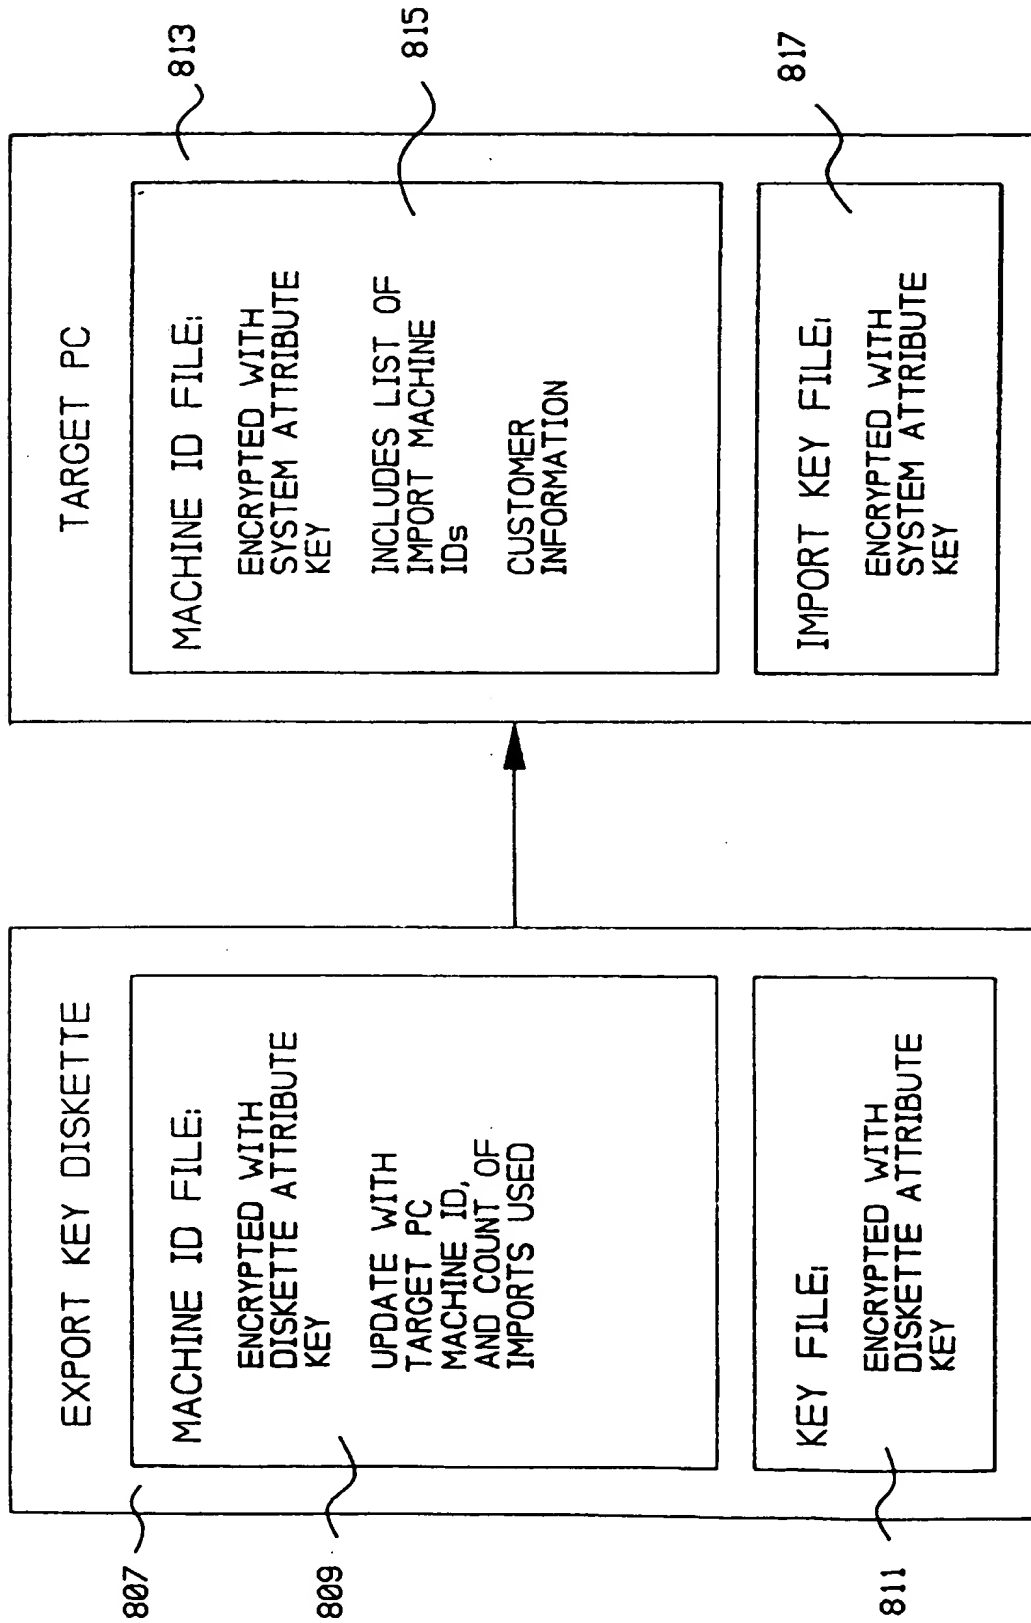 EXPORT KEY DISKETTE
MACHINE ID FILE:
ENCRYPTED WITH
DISKETTE ATTRIBUTE
KEY
UPDATE WITH
TARGET PC
MACHINE ID,
AND COUNT OF
IMPORTS USED
KEY FILE:
ENCRYPTED WITH
DISKETTE ATTRIBUTE
KEY
807
809
811
TARGET PC
MACHINE ID FILE:
ENCRYPTED WITH
SYSTEM ATTRIBUTE
KEY
INCLUDES LIST OF
IMPORT MACHINE
IDs
CUSTOMER
INFORMATION
IMPORT KEY FILE:
ENCRYPTED WITH
SYSTEM ATTRIBUTE
KEY
813
815
817